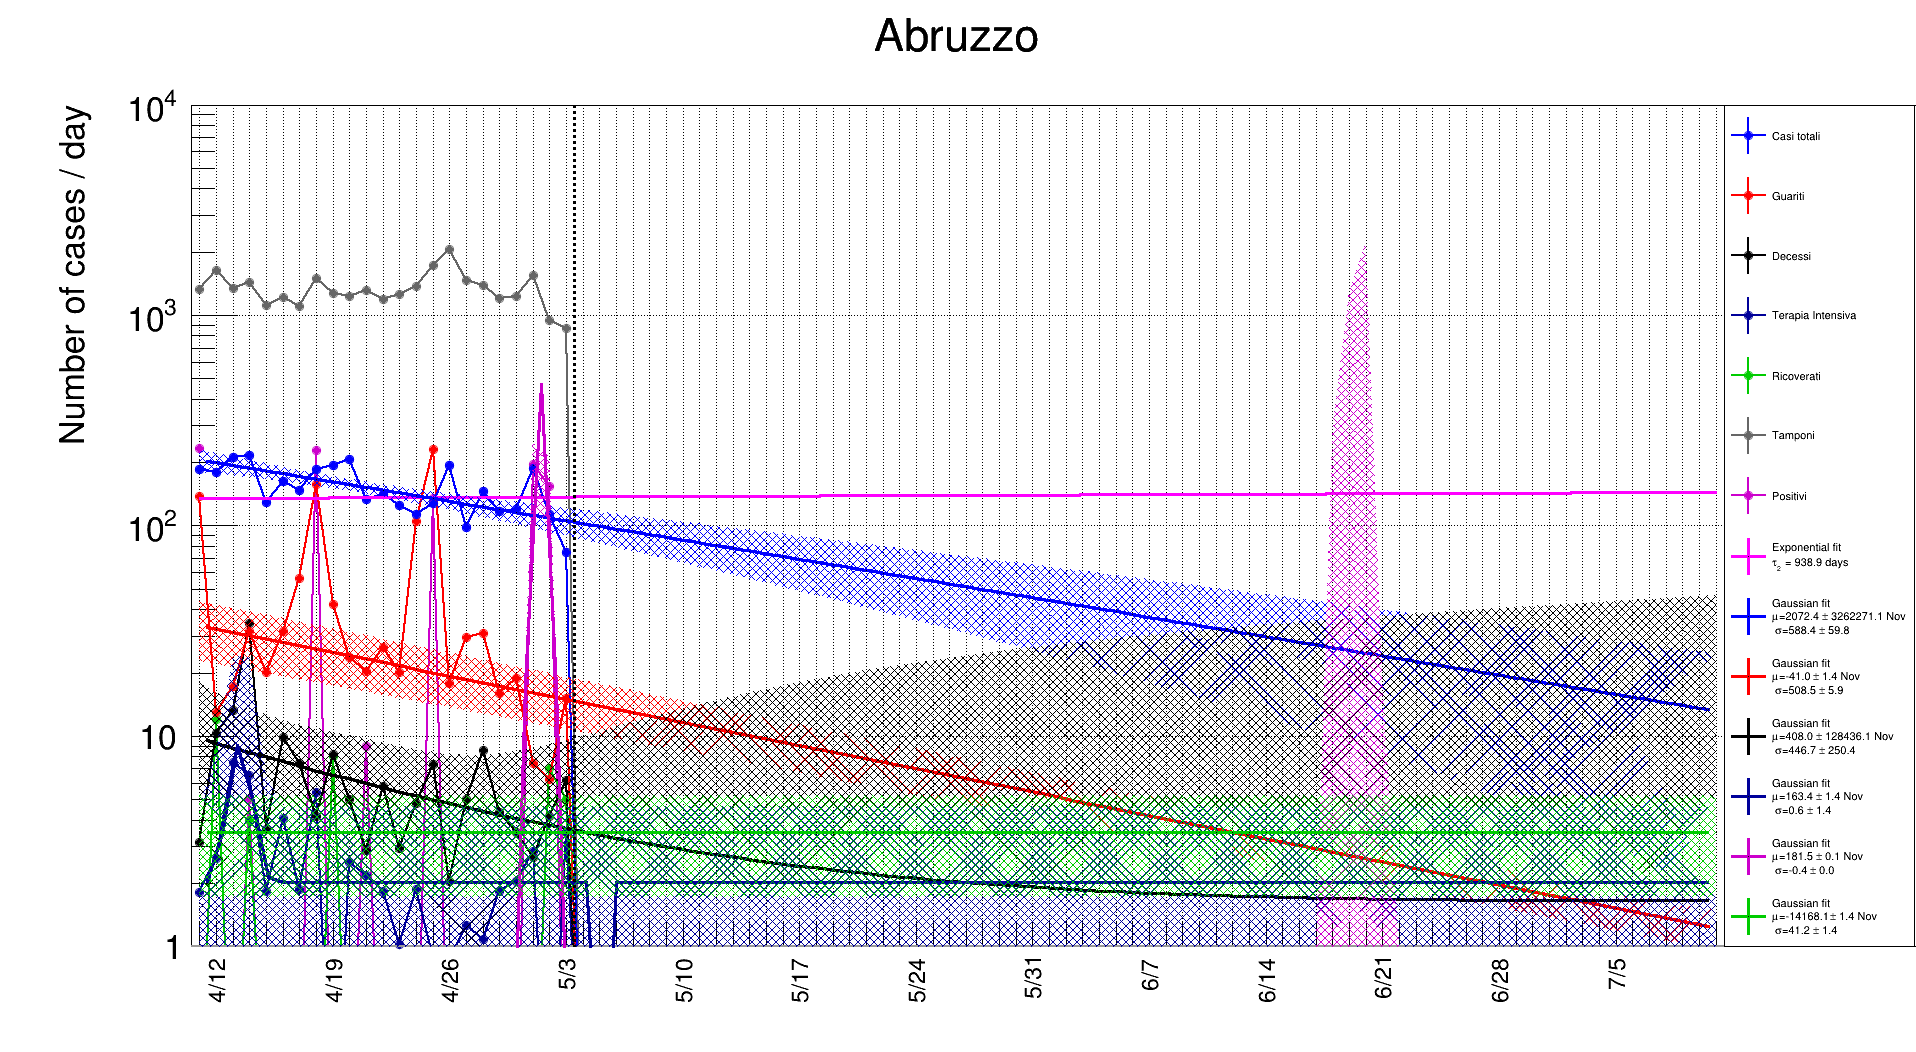 Abruzzo
Number of cases / day
10^4
10^3
10^2
10
1
4/12
4/19
4/26
5/3
5/10
5/17
5/24
5/31
6/7
6/14
6/21
6/28
7/5
Casi totali
Guariti
Decessi
Terapia Intensiva
Ricoverati
Tamponi
Positivi
Exponential fit
τ_2 = 938.9 days
Gaussian fit
μ=2072.4 ± 3262271.1 Nov
σ=588.4 ± 59.8
Gaussian fit
μ=-41.0 ± 1.4 Nov
σ=508.5 ± 5.9
Gaussian fit
μ=408.0 ± 128436.1 Nov
σ=446.7 ± 250.4
Gaussian fit
μ=163.4 ± 1.4 Nov
σ=0.6 ± 1.4
Gaussian fit
μ=181.5 ± 0.1 Nov
σ=-0.4 ± 0.0
Gaussian fit
μ=-14168.1 ± 1.4 Nov
σ=41.2 ± 1.4